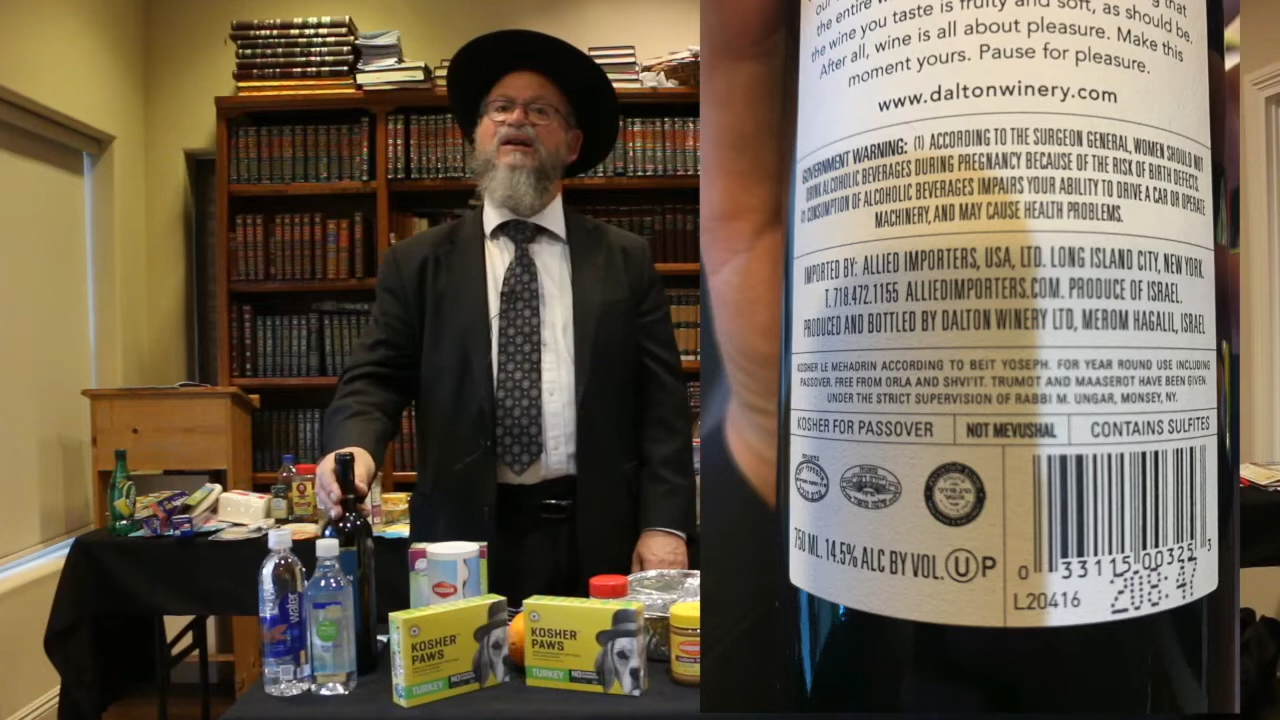 our
ing that
the entire
the wine you taste is fruity and soft, as should be.
After all, wine is all about pleasure. Make this
moment yours. Pause for pleasure.
www.daltonwinery.com
GOVERNMENT WARNING: (1) ACCORDING TO THE SURGEON GENERAL, WOMEN SHOULD NOT
DRINK ALCOHOLIC BEVERAGES DURING PREGNANCY BECAUSE OF THE RISK OF BIRTH DEFECTS.
(2) CONSUMPTION OF ALCOHOLIC BEVERAGES IMPAIRS YOUR ABILITY TO DRIVE A CAR OR OPERATE
MACHINERY, AND MAY CAUSE HEALTH PROBLEMS.
IMPORTED BY: ALLIED IMPORTERS, USA, LTD. LONG ISLAND CITY, NEW YORK.
T. 718.472.1155 ALLIEDIMPORTERS.COM. PRODUCE OF ISRAEL.
PRODUCED AND BOTTLED BY DALTON WINERY LTD, MEROM HAGALIL, ISRAEL
KOSHER LE MEHADRIN ACCORDING TO BEIT YOSEPH. FOR YEAR ROUND USE INCLUDING
PASSOVER. FREE FROM ORLA AND SHVI'IT. TRUMOT AND MAASEROT HAVE BEEN GIVEN.
UNDER THE STRICT SUPERVISION OF RABBI M. UNGAR, MONSEY, NY.
KOSHER FOR PASSOVER NOT MEVUSHAL CONTAINS SULFITES
750 ML. 14.5% ALC BY VOL. U P
0 33115 00325 3
L20416 208:47
water
KOSHER
PAWS
TURKEY
NO
KOSHER
PAWS
TURKEY
NO